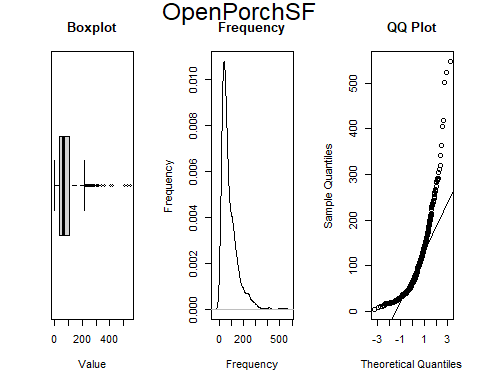 OpenPorchSF
Boxplot
0 200 400
Value
Frequency
Frequency
0.000 0.002 0.004 0.006 0.008 0.010
0 200 500
Frequency
QQ Plot
Sample Quantiles
0 100 200 300 400 500
-3 -1 1 3
Theoretical Quantiles